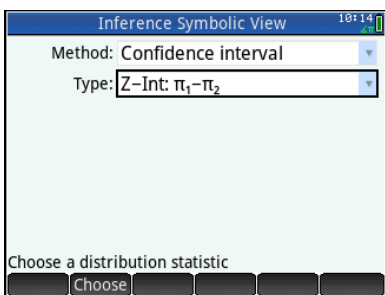 Inference Symbolic View 10:14
Method: Confidence interval
Type: Z−Int: π₁−π₂
Choose a distribution statistic
Choose